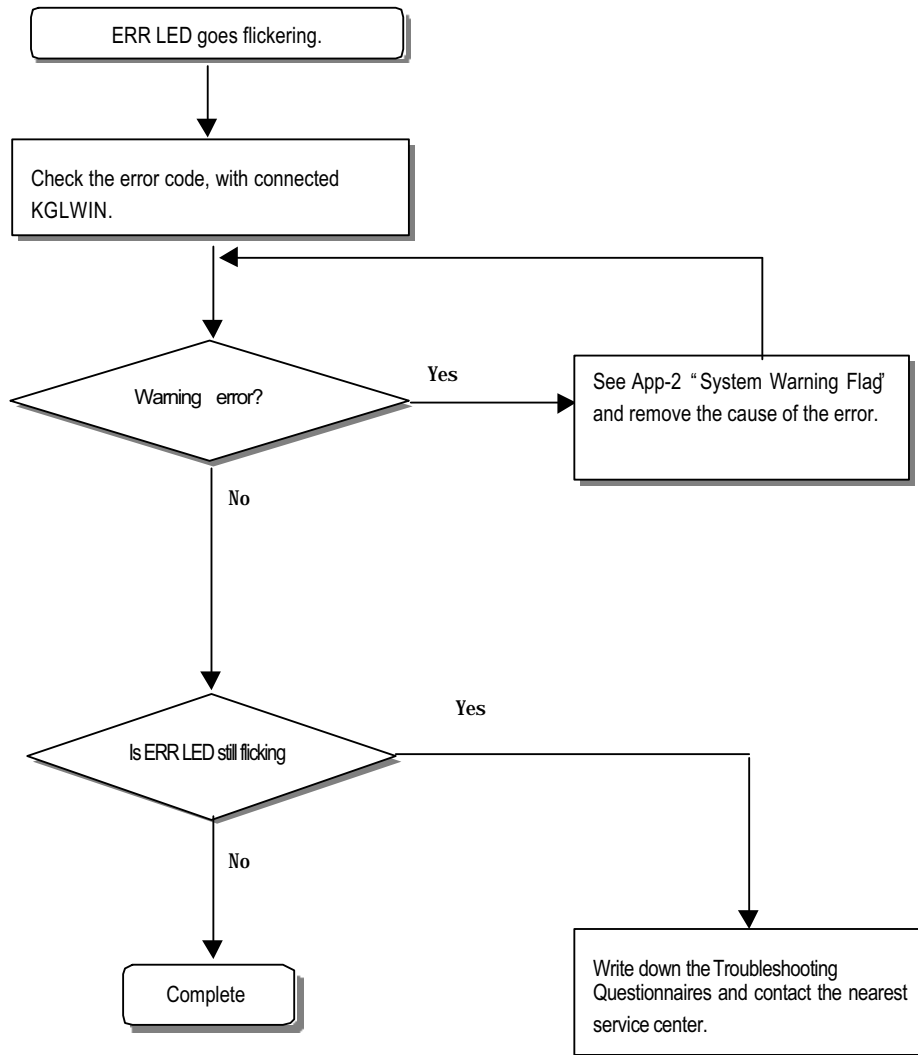 ERR LED goes flickering.
Check the error code, with connected
KGLWIN.
Warning error?
Yes
See App-2 “System Warning Flag”
and remove the cause of the error.
No
Is ERR LED still flicking
Yes
No
Complete
Write down the Troubleshooting
Questionnaires and contact the nearest
service center.